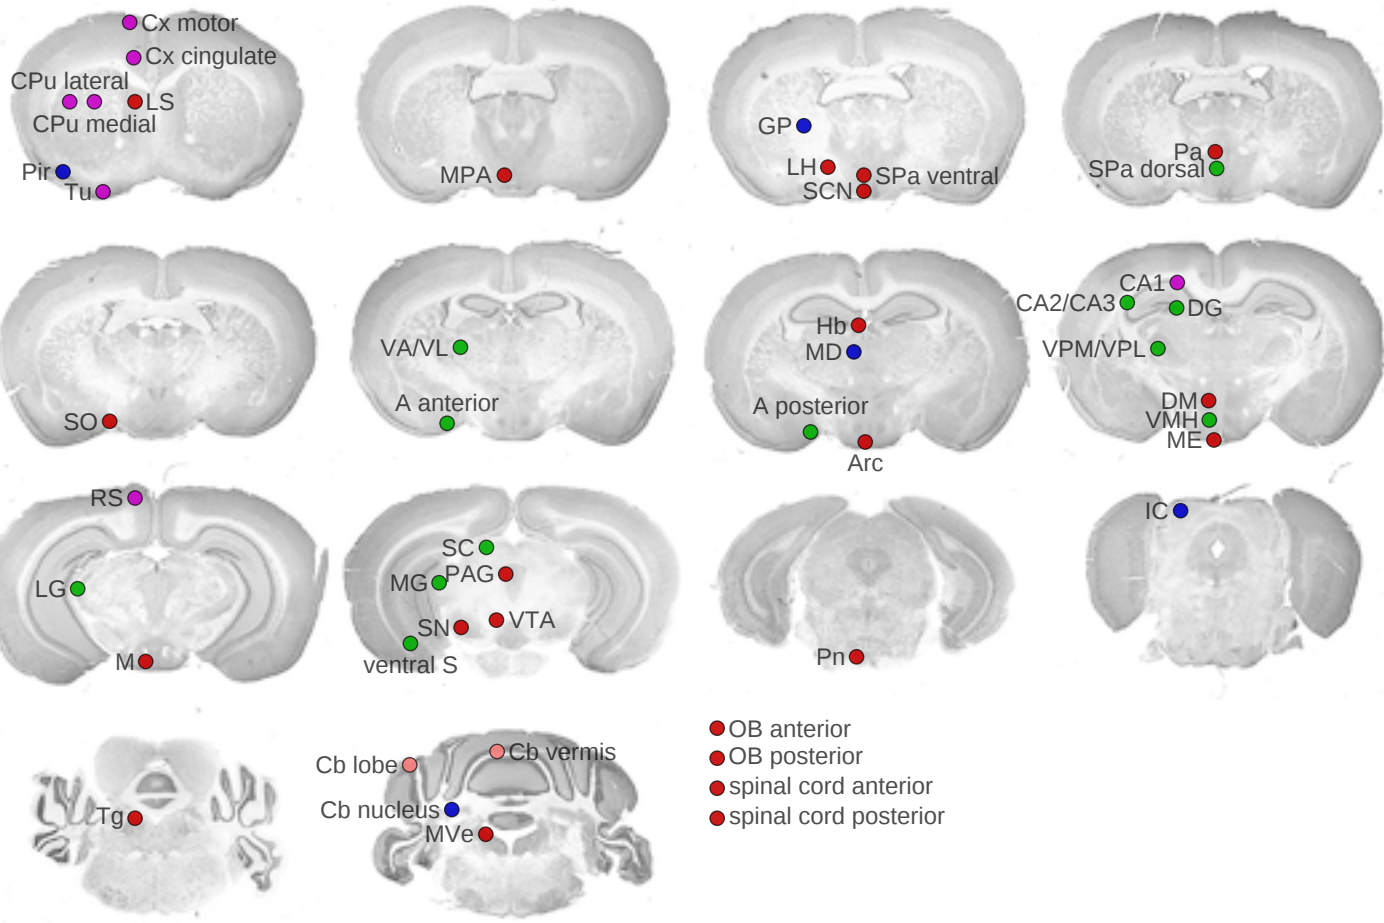 Cx motor
Cx cingulate
CPu lateral
LS
CPu medial
Pir
Tu
MPA
GP
LH
SPa ventral
SCN
Pa
SPa dorsal
SO
VA/VL
A anterior
Hb
MD
A posterior
Arc
CA1
CA2/CA3
DG
VPM/VPL
DM
VMH
ME
RS
LG
M
SC
MG
PAG
SN
VTA
ventral S
Pn
IC
Tg
Cb lobe
Cb vermis
Cb nucleus
MVe
OB anterior
OB posterior
spinal cord anterior
spinal cord posterior